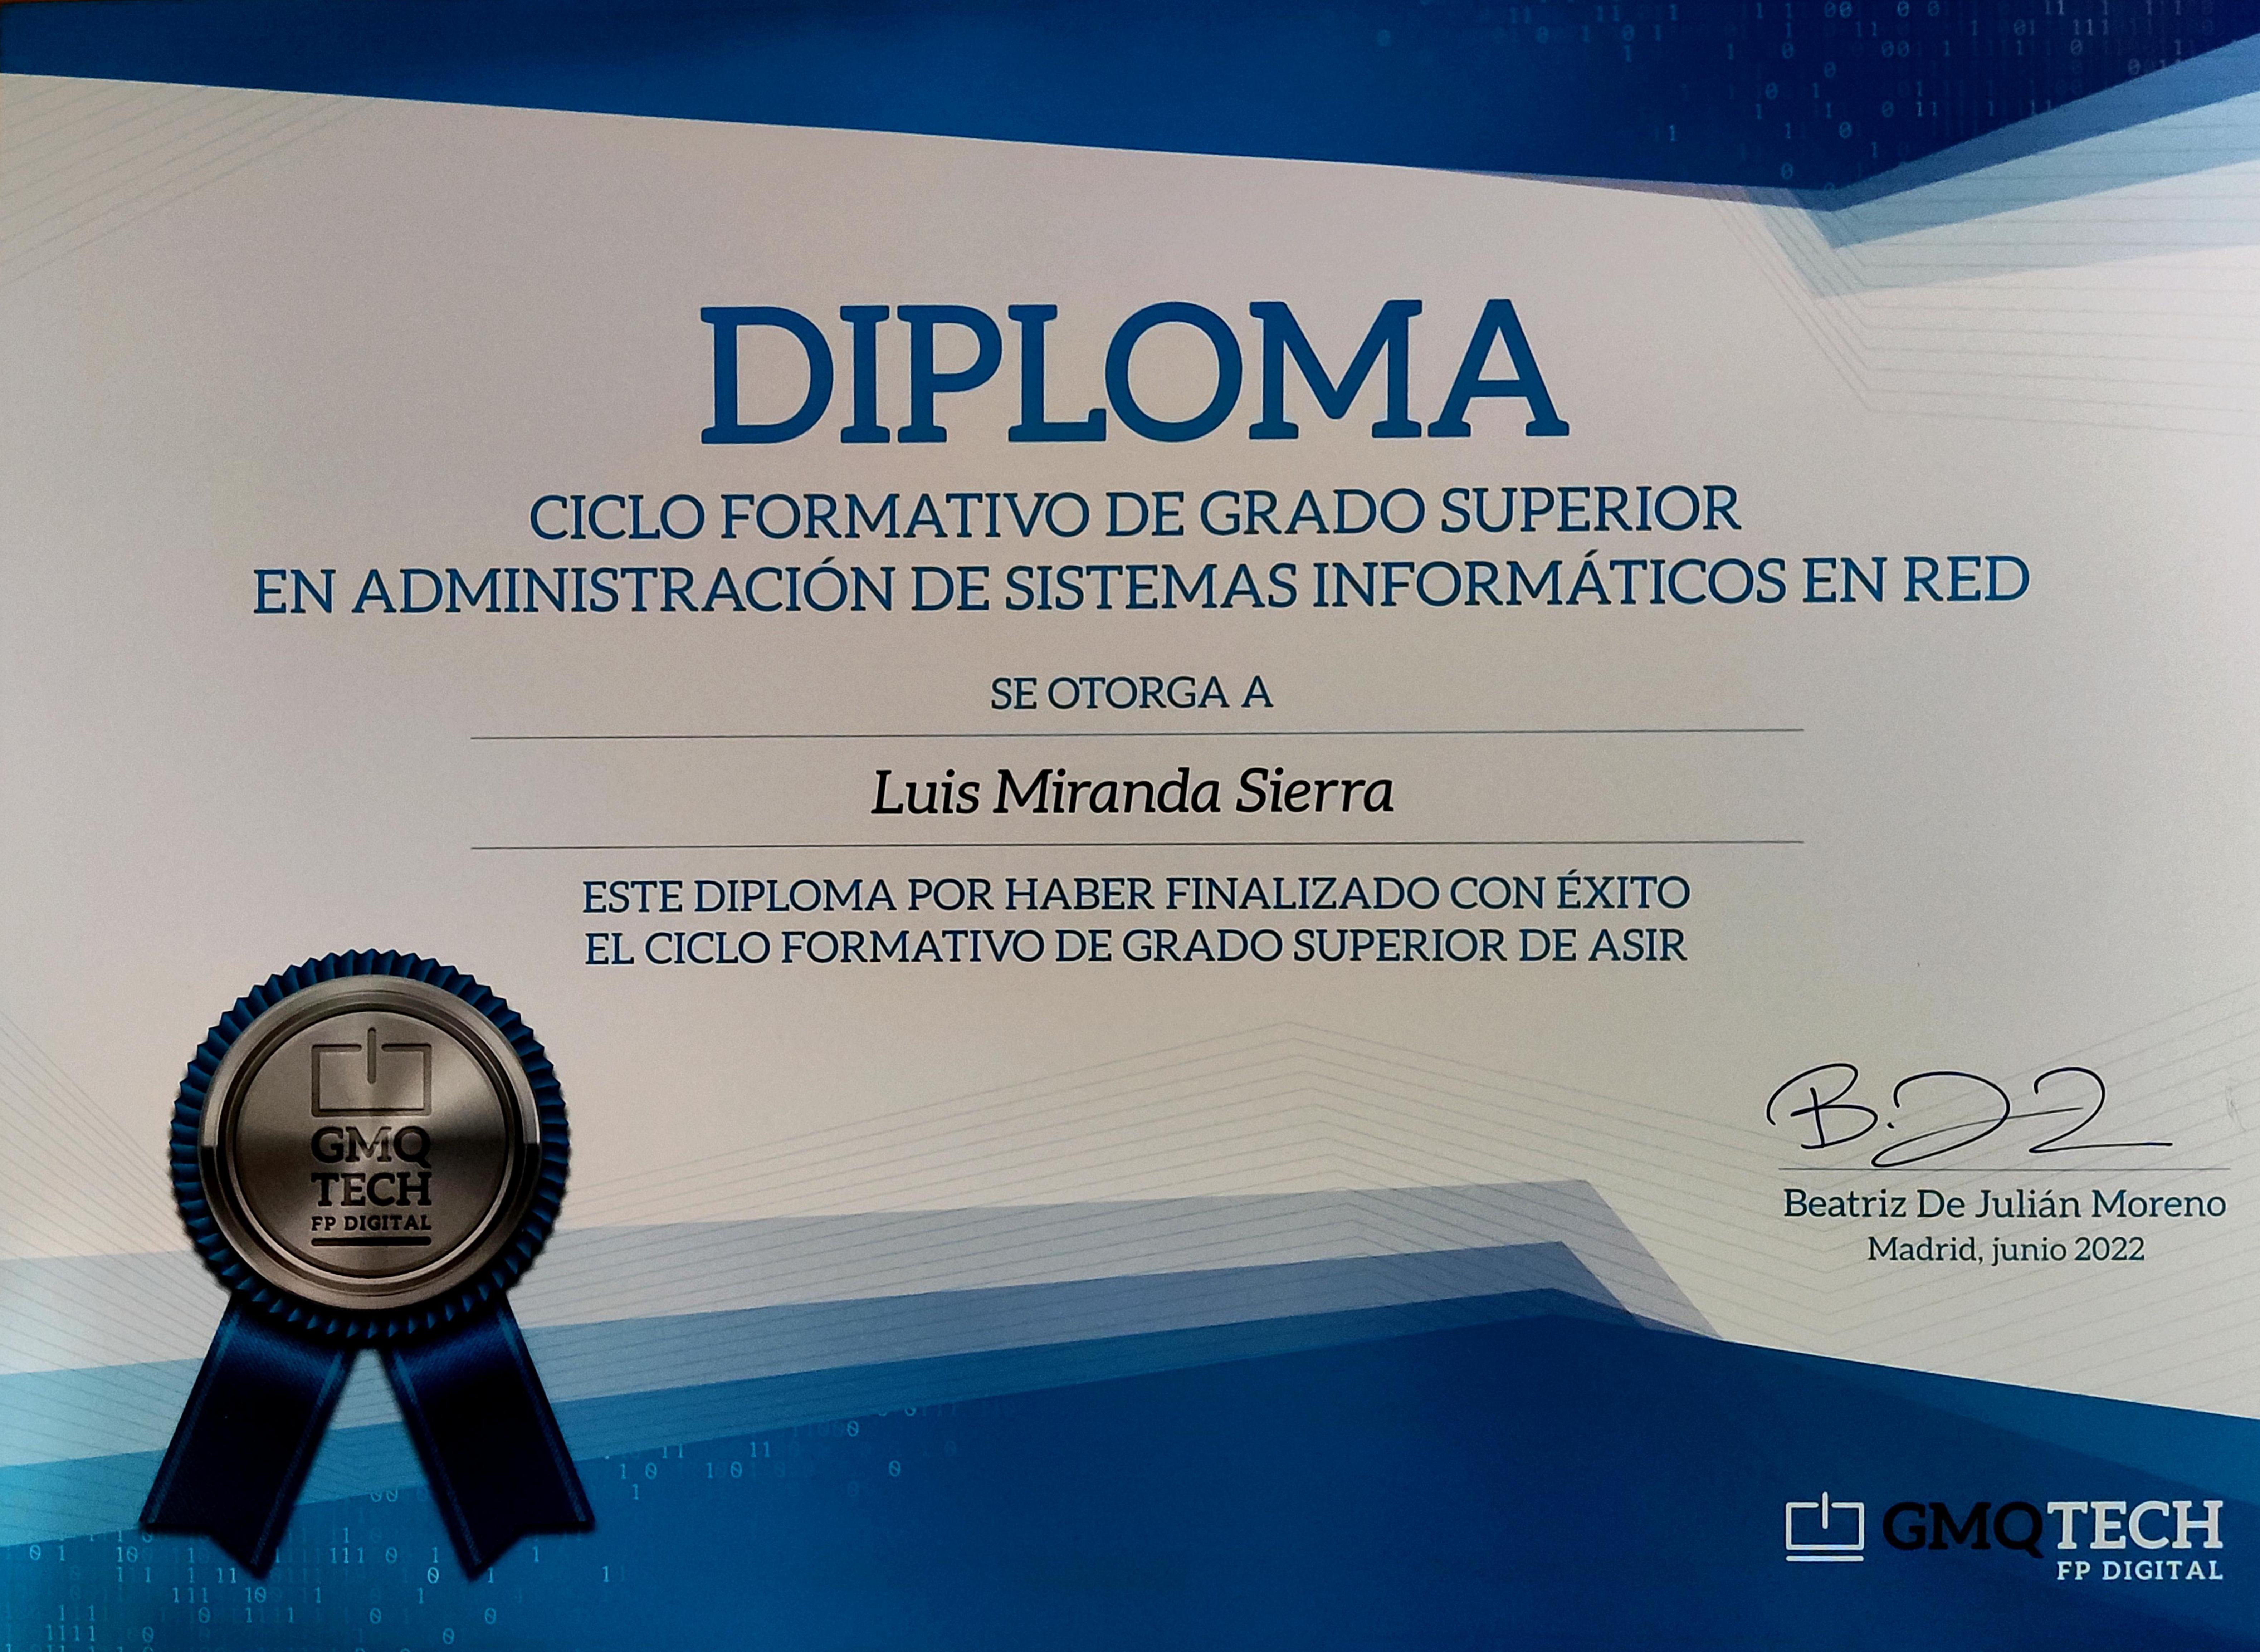 DIPLOMA
CICLO FORMATIVO DE GRADO SUPERIOR
EN ADMINISTRACIÓN DE SISTEMAS INFORMÁTICOS EN RED
SE OTORGA A
Luis Miranda Sierra
ESTE DIPLOMA POR HABER FINALIZADO CON ÉXITO
EL CICLO FORMATIVO DE GRADO SUPERIOR DE ASIR
GMQ
TECH
FP DIGITAL
Beatriz De Julián Moreno
Madrid, junio 2022
GMQTECH
FP DIGITAL